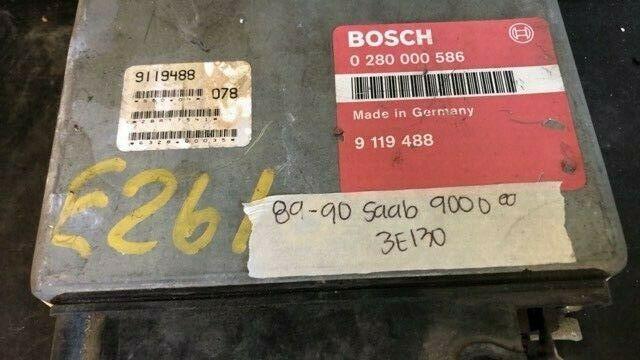 BOSCH
0 280 000 586
Made in Germany
9 119 488
9119488
078
E261
89-90 Saab 9000 00
3E130